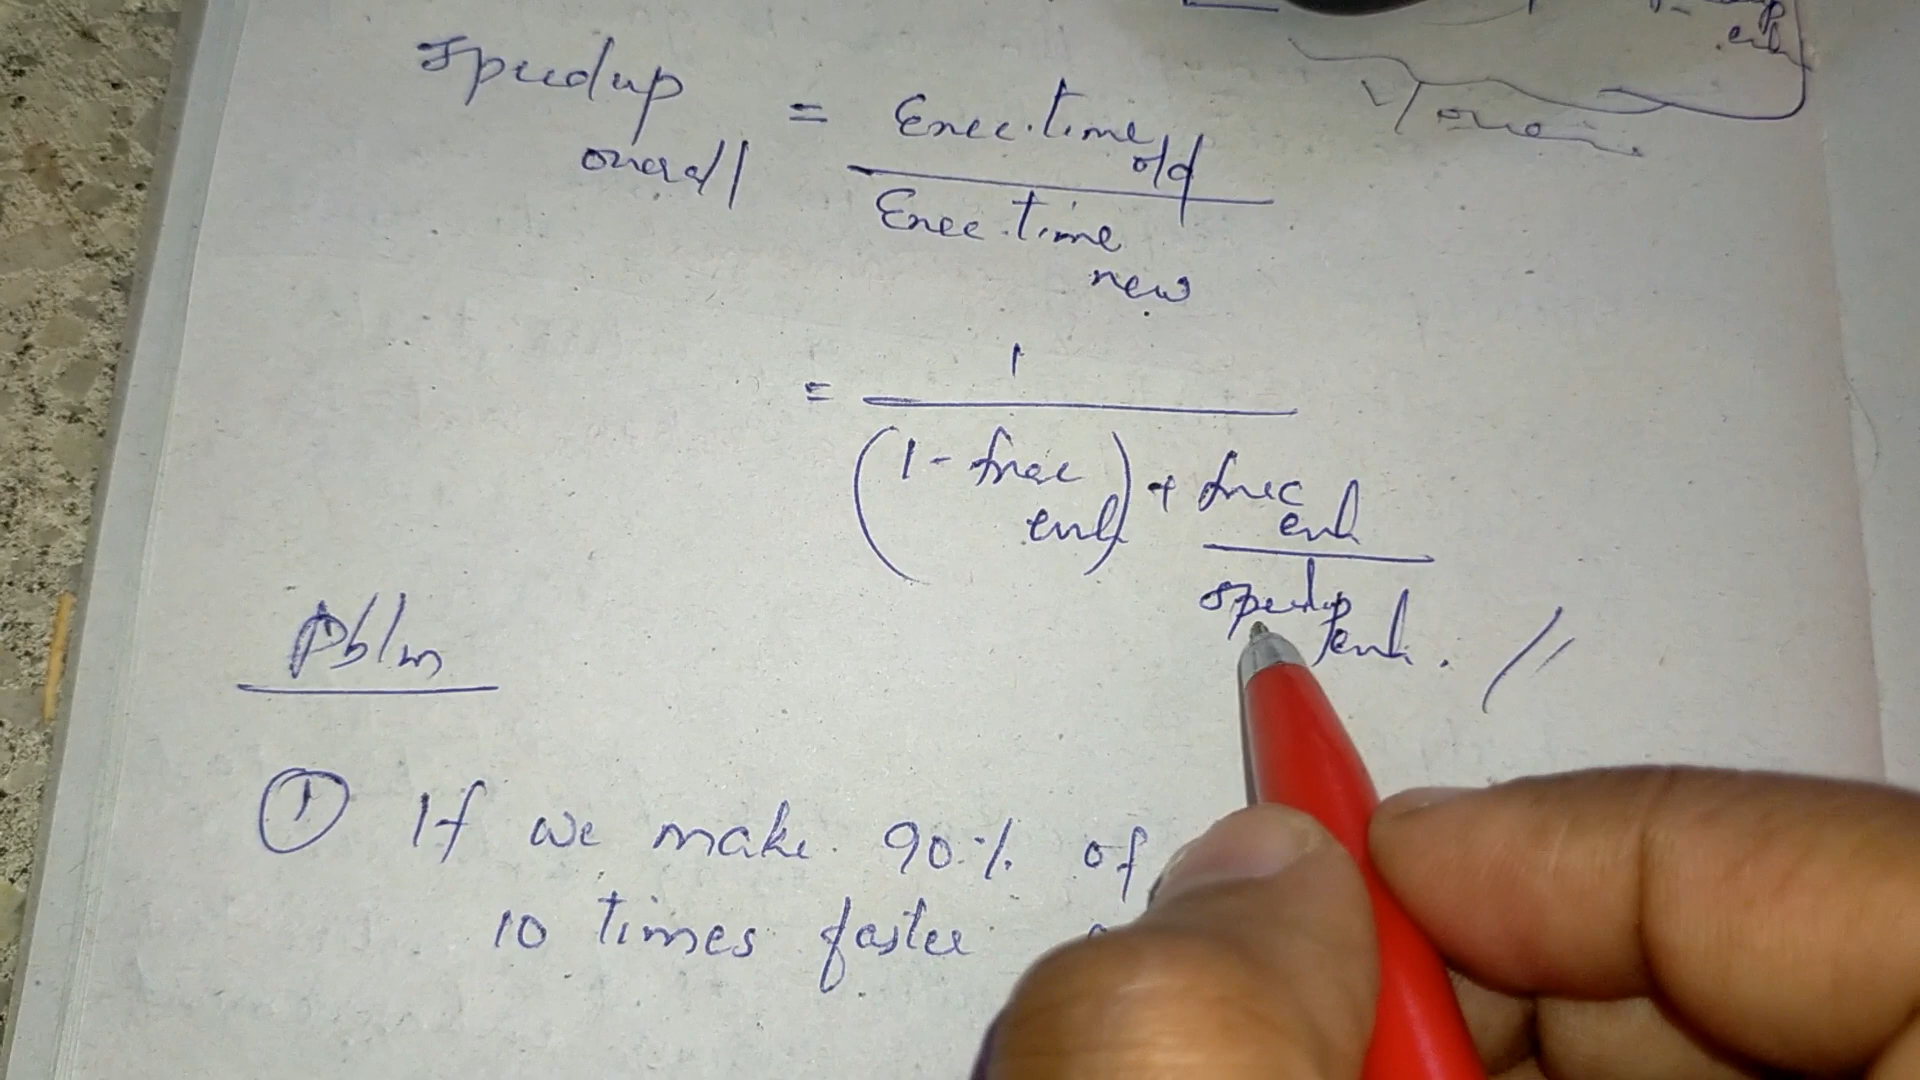 enh
Speedup overall = Exec. time old
Exec. time new
= 1
(1 - frac enh) + frac enh
speedup enh. //
Pblm
① If we make 90% of
10 times faster